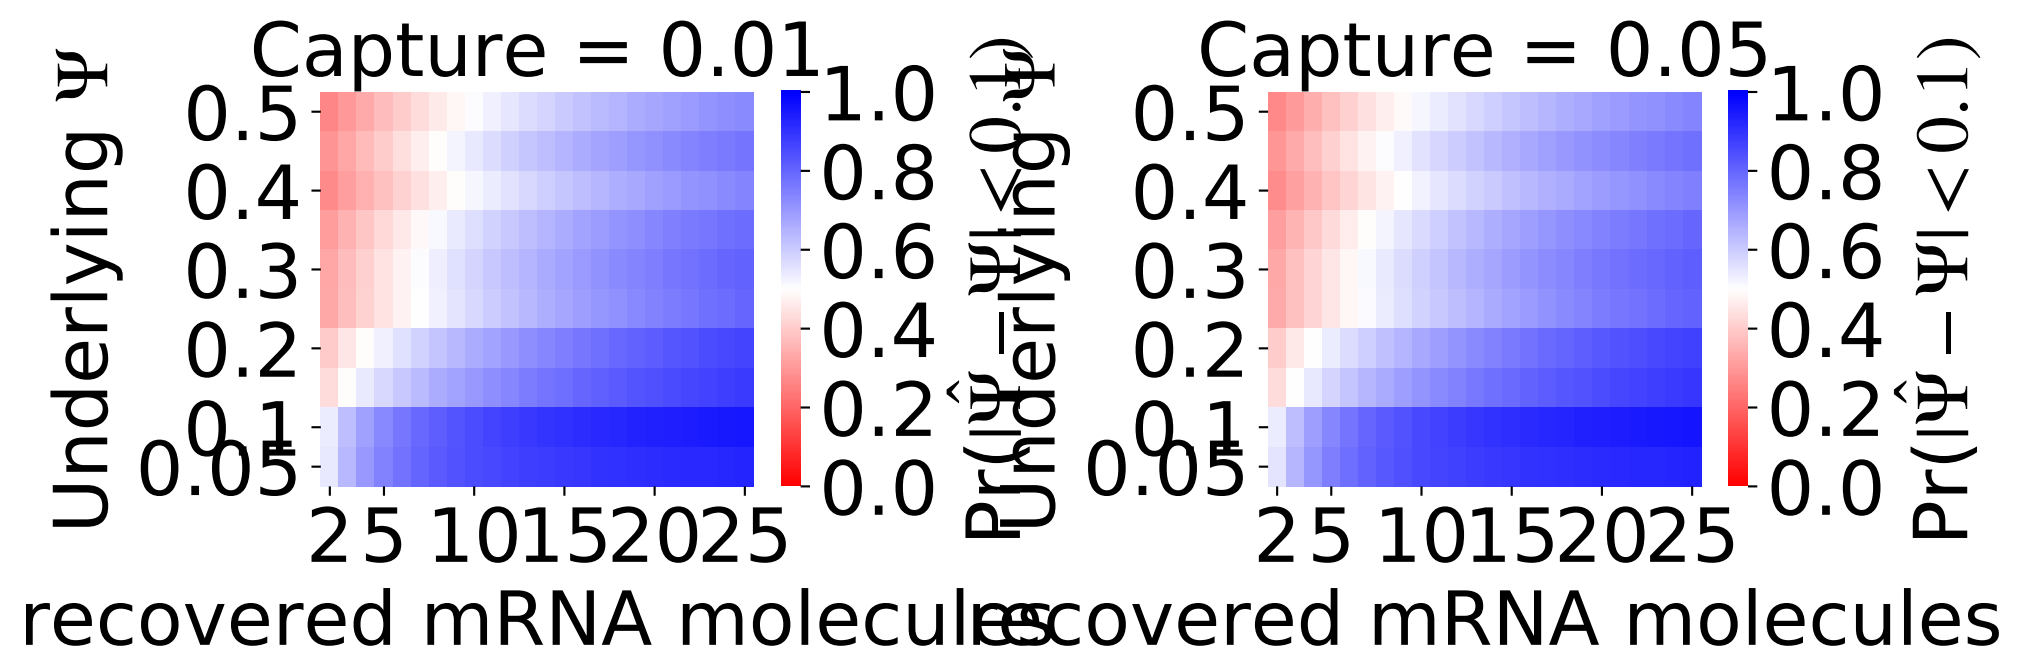 Capture = 0.01
Underlying Ψ
0.5
0.4
0.3
0.2
0.1
0.05
2 5 10 15 20 25
recovered mRNA molecules
1.0
0.8
0.6
0.4
0.2
0.0
Pr(|Ψ̂ − Ψ| < 0.1)
Capture = 0.05
Underlying Ψ
0.5
0.4
0.3
0.2
0.1
0.05
2 5 10 15 20 25
recovered mRNA molecules
1.0
0.8
0.6
0.4
0.2
0.0
Pr(|Ψ̂ − Ψ| < 0.1)